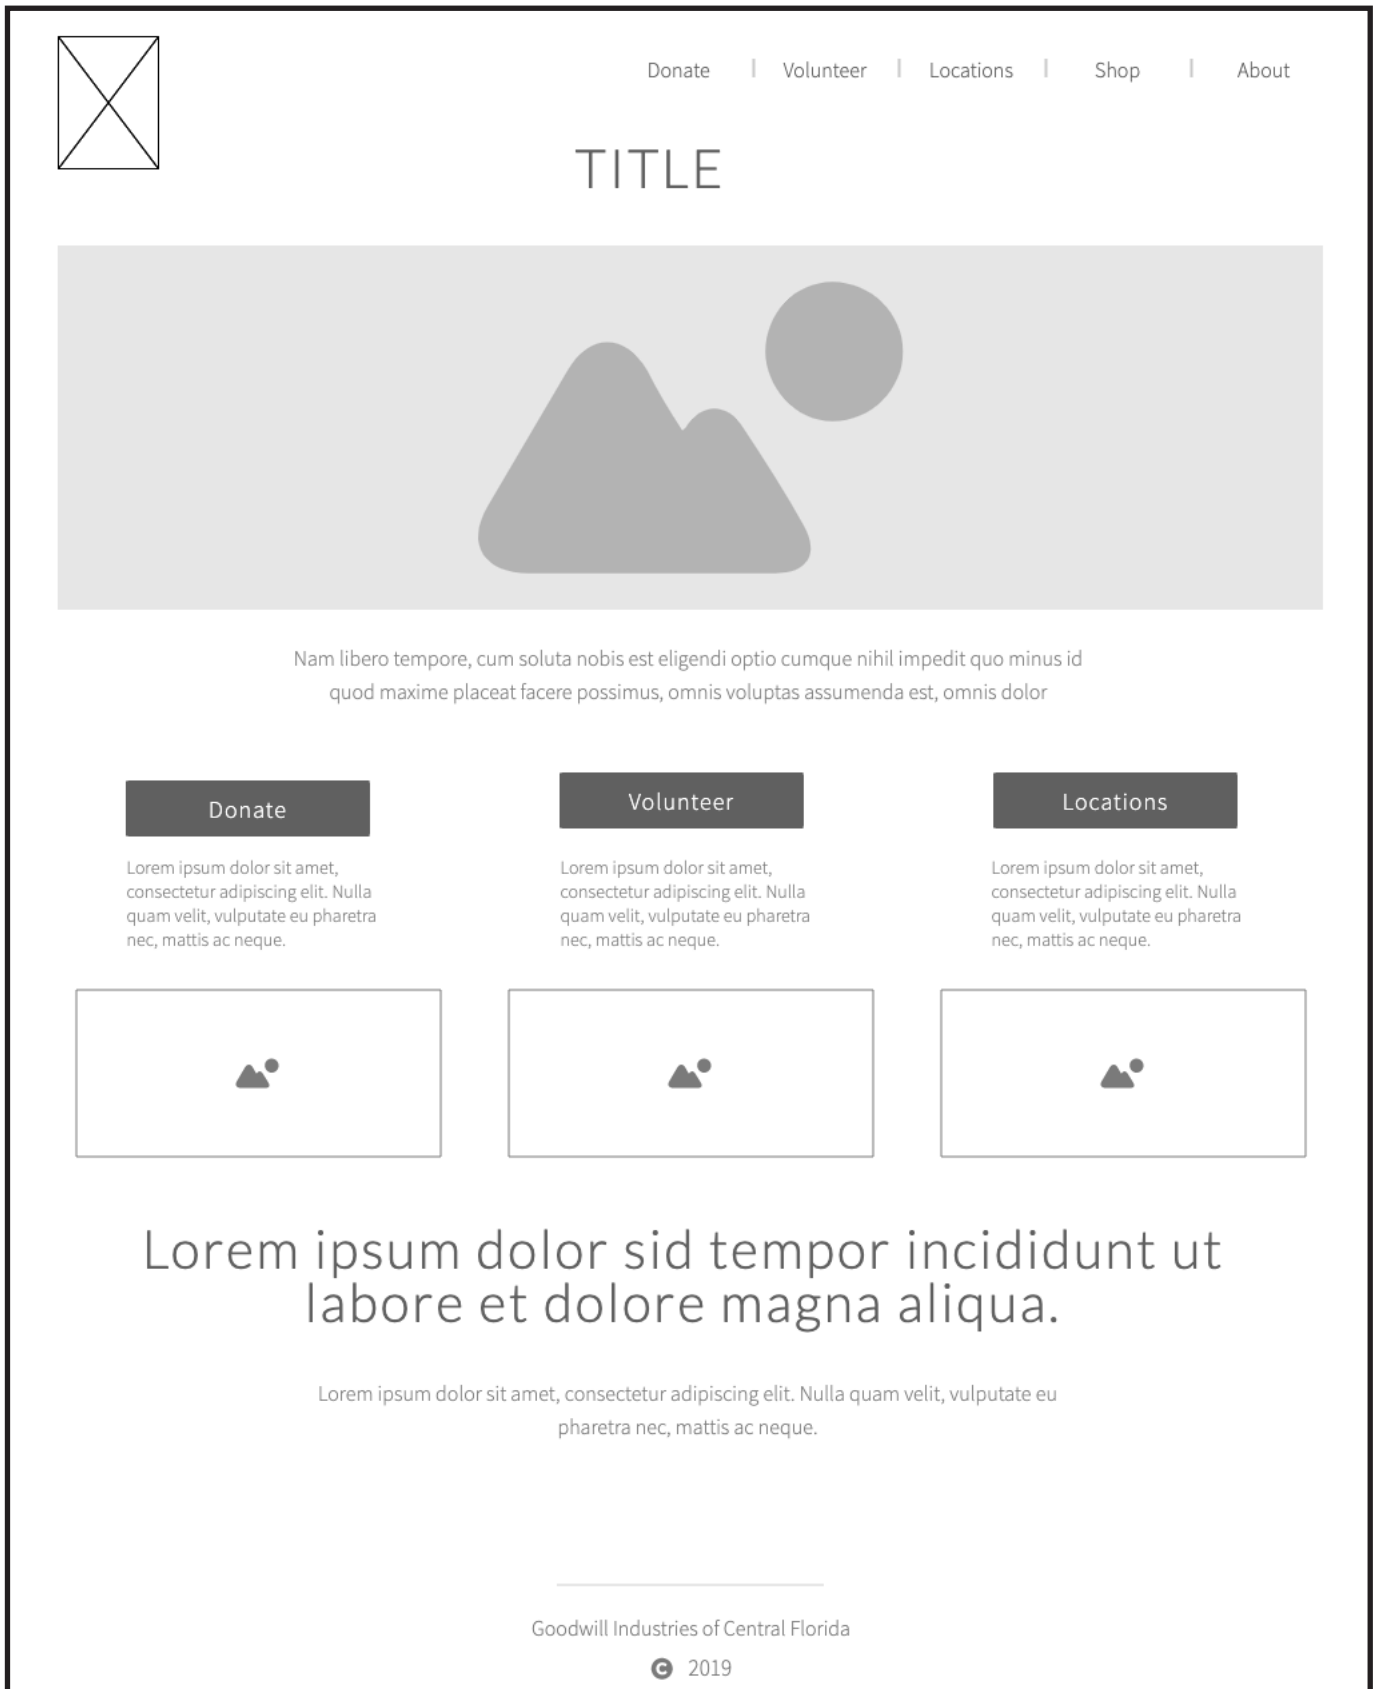 Donate | Volunteer | Locations | Shop | About
TITLE
Nam libero tempore, cum soluta nobis est eligendi optio cumque nihil impedit quo minus id
quod maxime placeat facere possimus, omnis voluptas assumenda est, omnis dolor
Donate
Lorem ipsum dolor sit amet,
consectetur adipiscing elit. Nulla
quam velit, vulputate eu pharetra
nec, mattis ac neque.
Volunteer
Lorem ipsum dolor sit amet,
consectetur adipiscing elit. Nulla
quam velit, vulputate eu pharetra
nec, mattis ac neque.
Locations
Lorem ipsum dolor sit amet,
consectetur adipiscing elit. Nulla
quam velit, vulputate eu pharetra
nec, mattis ac neque.
Lorem ipsum dolor sid tempor incididunt ut
labore et dolore magna aliqua.
Lorem ipsum dolor sit amet, consectetur adipiscing elit. Nulla quam velit, vulputate eu
pharetra nec, mattis ac neque.
Goodwill Industries of Central Florida
© 2019